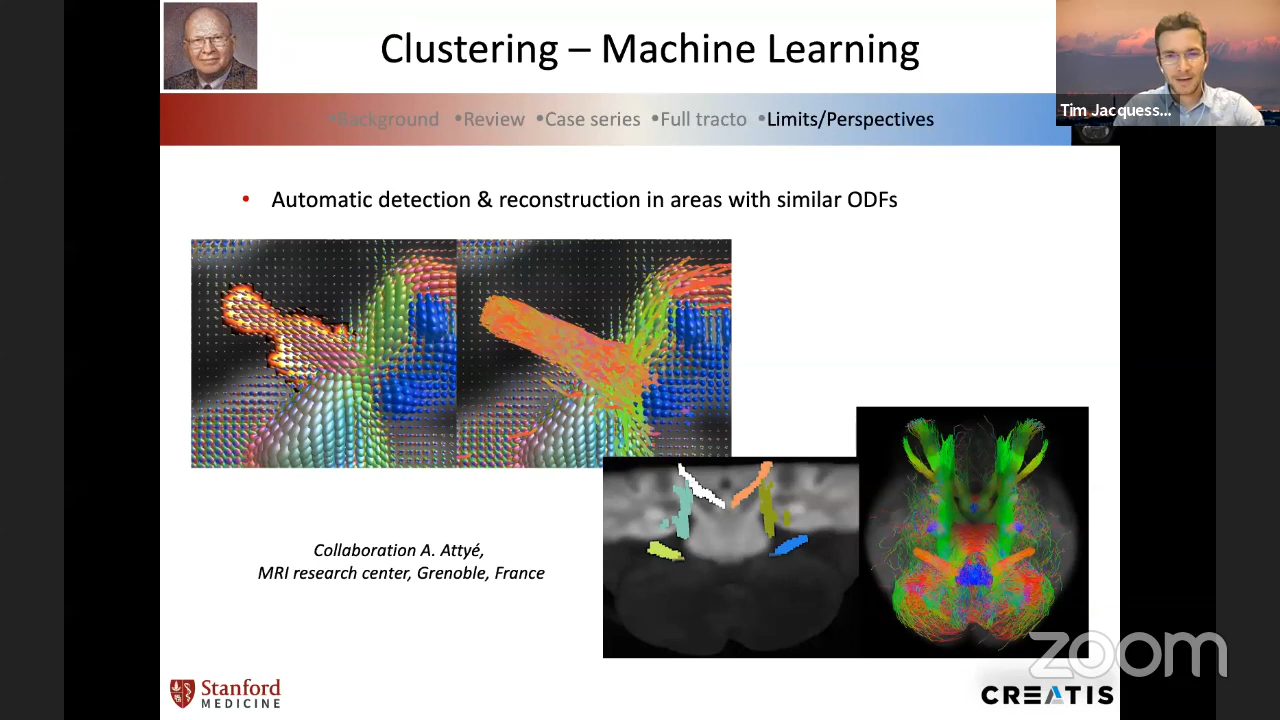 Clustering – Machine Learning
Tim Jacquess...
•Background •Review •Case series •Full tracto •Limits/Perspectives
• Automatic detection & reconstruction in areas with similar ODFs
Collaboration A. Attyé,
MRI research center, Grenoble, France
zoom
Stanford
MEDICINE
CREATIS